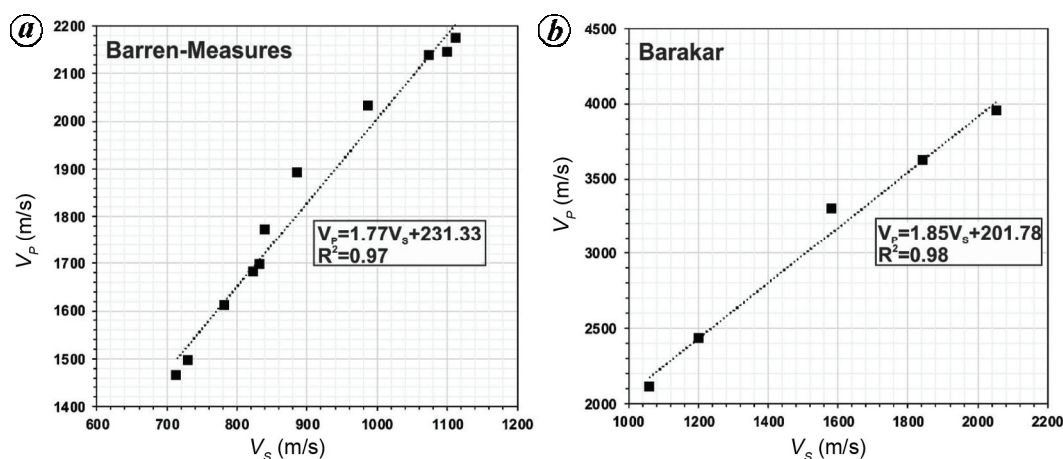 a
Barren-Measures
2200
2100
2000
1900
1800
1700
1600
1500
1400
V_P (m/s)
V_P=1.77V_S+231.33
R²=0.97
600 700 800 900 1000 1100 1200
V_S (m/s)
b
Barakar
4500
4000
3500
3000
2500
2000
V_P (m/s)
V_P=1.85V_S+201.78
R²=0.98
1000 1200 1400 1600 1800 2000 2200
V_S (m/s)